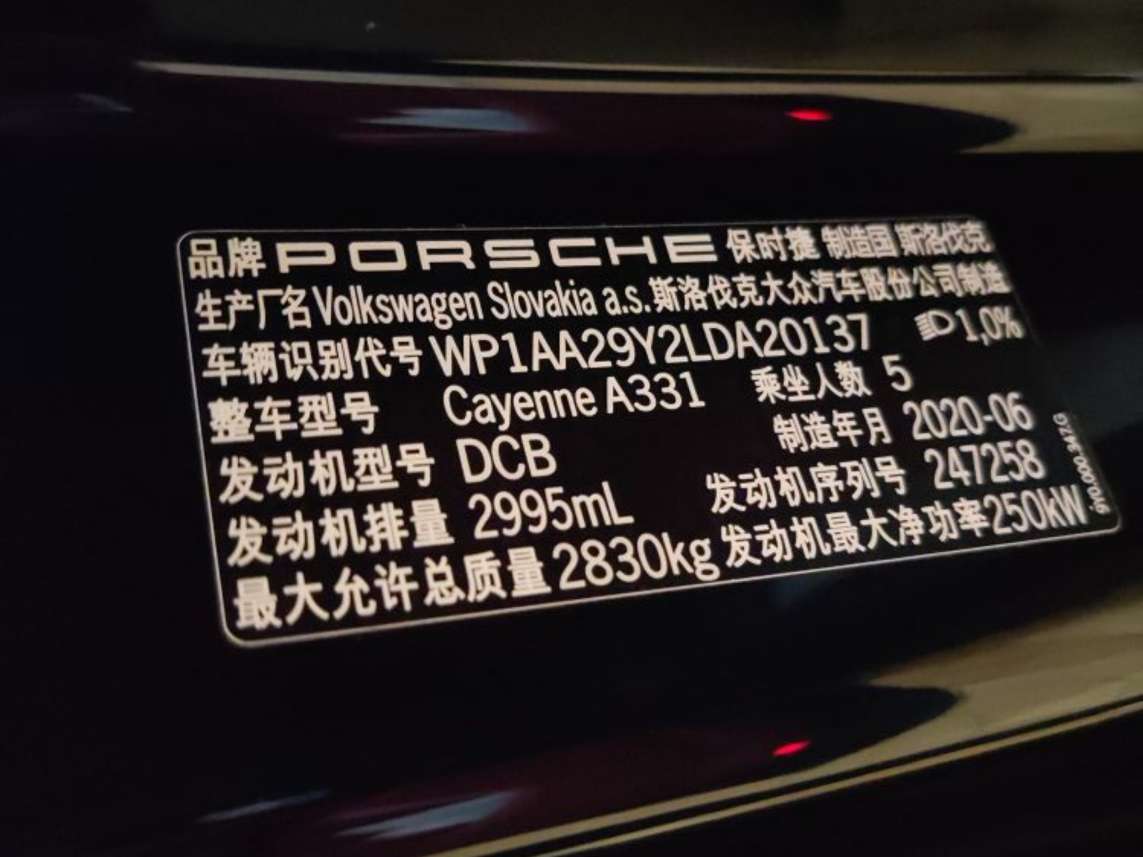 品牌 PORSCHE 保时捷 制造国 斯洛伐克
生产厂名 Volkswagen Slovakia a.s. 斯洛伐克大众汽车股份公司制造
车辆识别代号 WP1AA29Y2LDA20137 1,0%
整车型号 Cayenne A331 乘坐人数 5
发动机型号 DCB 制造年月 2020-06
发动机排量 2995mL 发动机序列号 247258
最大允许总质量 2830kg 发动机最大净功率 250kW
9Y0.000.347.G